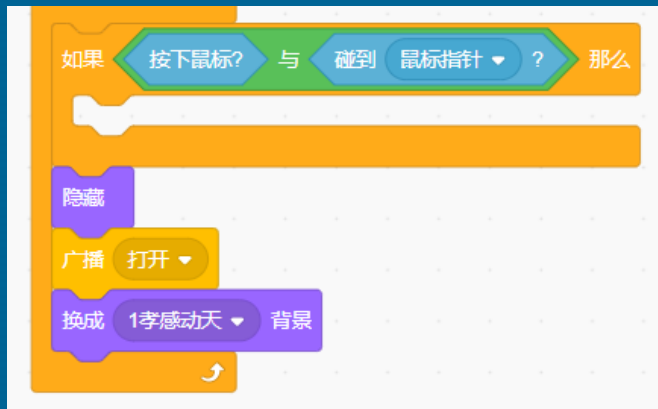 如果 按下鼠标? 与 碰到 鼠标指针 ? 那么
隐藏
广播 打开
换成 1孝感动天 背景